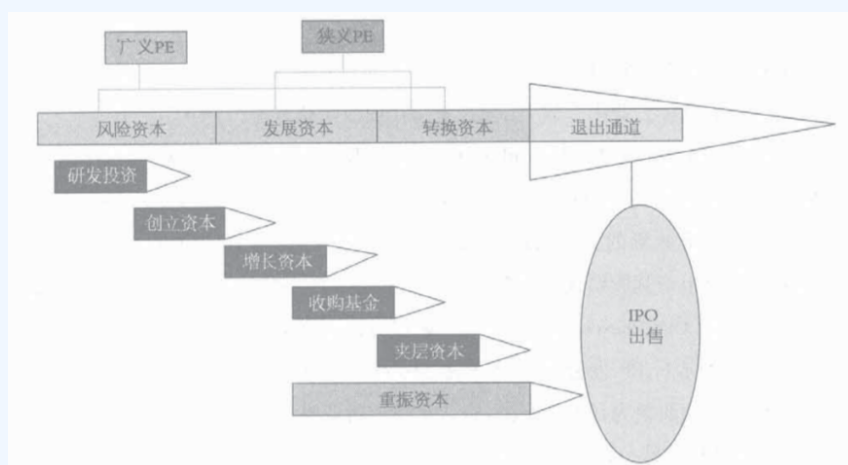 广义PE
狭义PE
风险资本
发展资本
转换资本
退出通道
研发投资
创立资本
增长资本
收购基金
夹层资本
重振资本
IPO
出售